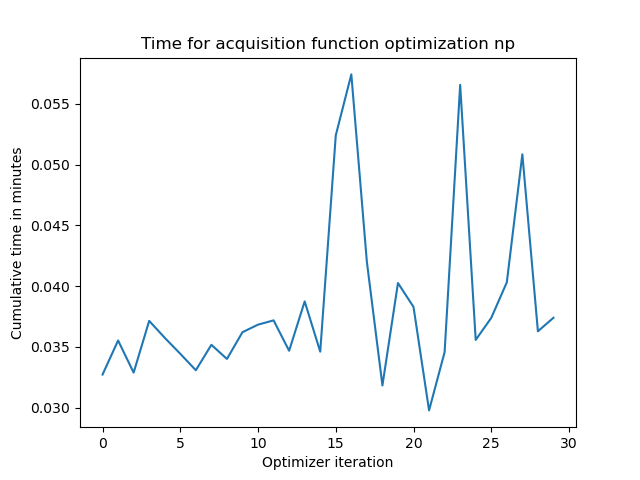 Time for acquisition function optimization np
Cumulative time in minutes
0.055
0.050
0.045
0.040
0.035
0.030
0 5 10 15 20 25 30
Optimizer iteration